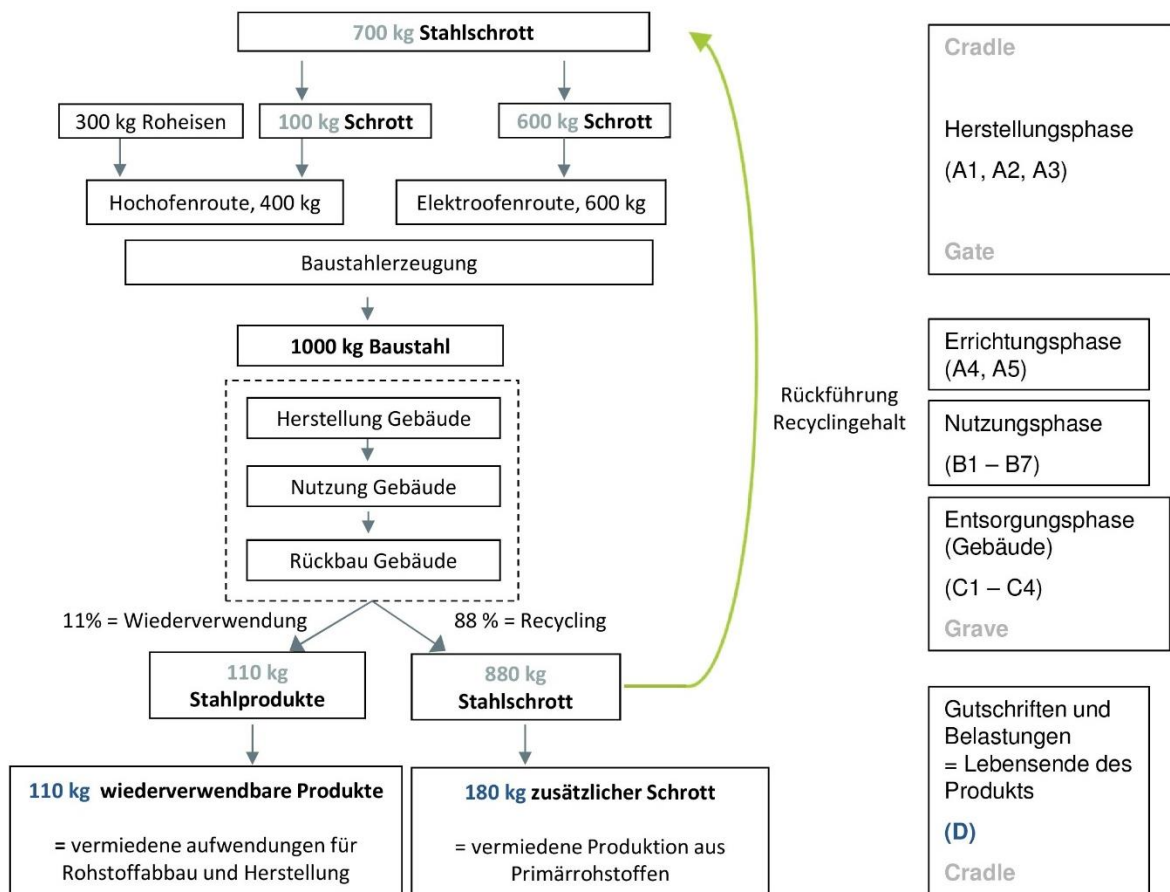 700 kg Stahlschrott
300 kg Roheisen
100 kg Schrott
600 kg Schrott
Hochofenroute, 400 kg
Elektroofenroute, 600 kg
Baustahlerzeugung
1000 kg Baustahl
Herstellung Gebäude
Nutzung Gebäude
Rückbau Gebäude
11% = Wiederverwendung
88 % = Recycling
110 kg
Stahlprodukte
880 kg
Stahlschrott
110 kg wiederverwendbare Produkte
= vermiedene aufwendungen für
Rohstoffabbau und Herstellung
180 kg zusätzlicher Schrott
= vermiedene Produktion aus
Primärrohstoffen
Rückführung
Recyclingehalt
Cradle
Herstellungsphase
(A1, A2, A3)
Gate
Errichtungsphase
(A4, A5)
Nutzungsphase
(B1 – B7)
Entsorgungsphase
(Gebäude)
(C1 – C4)
Grave
Gutschriften und
Belastungen
= Lebensende des
Produkts
(D)
Cradle